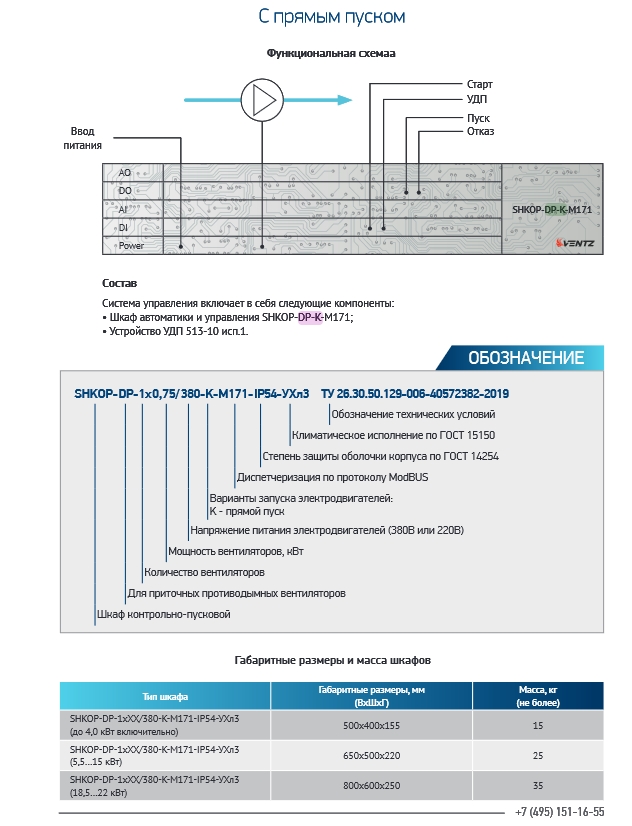 С прямым пуском
Функциональная схемаа
Старт
УДП
Пуск
Отказ
Ввод
питания
AO
DO
AI
DI
Power
SHKOP-DP-K-M171
VENTZ
Состав
Система управления включает в себя следующие компоненты:
• Шкаф автоматики и управления SHKOP-DP-K-M171;
• Устройство УДП 513-10 исп.1.
ОБОЗНАЧЕНИЕ
SHKOP-DP-1x0,75/380-K-M171-IP54-УХл3 ТУ 26.30.50.129-006-40572382-2019
Обозначение технических условий
Климатическое исполнение по ГОСТ 15150
Степень защиты оболочки корпуса по ГОСТ 14254
Диспетчеризация по протоколу ModBUS
Варианты запуска электродвигателей:
K - прямой пуск
Напряжение питания электродвигателей (380В или 220В)
Мощность вентиляторов, кВт
Количество вентиляторов
Для приточных противодымных вентиляторов
Шкаф контрольно-пусковой
Габаритные размеры и масса шкафов
Тип шкафа
Габаритные размеры, мм
(ВхШхГ)
Масса, кг
(не более)
SHKOP-DP-1xXX/380-K-M171-IP54-УХл3
(до 4,0 кВт включительно)
500x400x155
15
SHKOP-DP-1xXX/380-K-M171-IP54-УХл3
(5,5...15 кВт)
650x500x220
25
SHKOP-DP-1xXX/380-K-M171-IP54-УХл3
(18,5...22 кВт)
800x600x250
35
+7 (495) 151-16-55